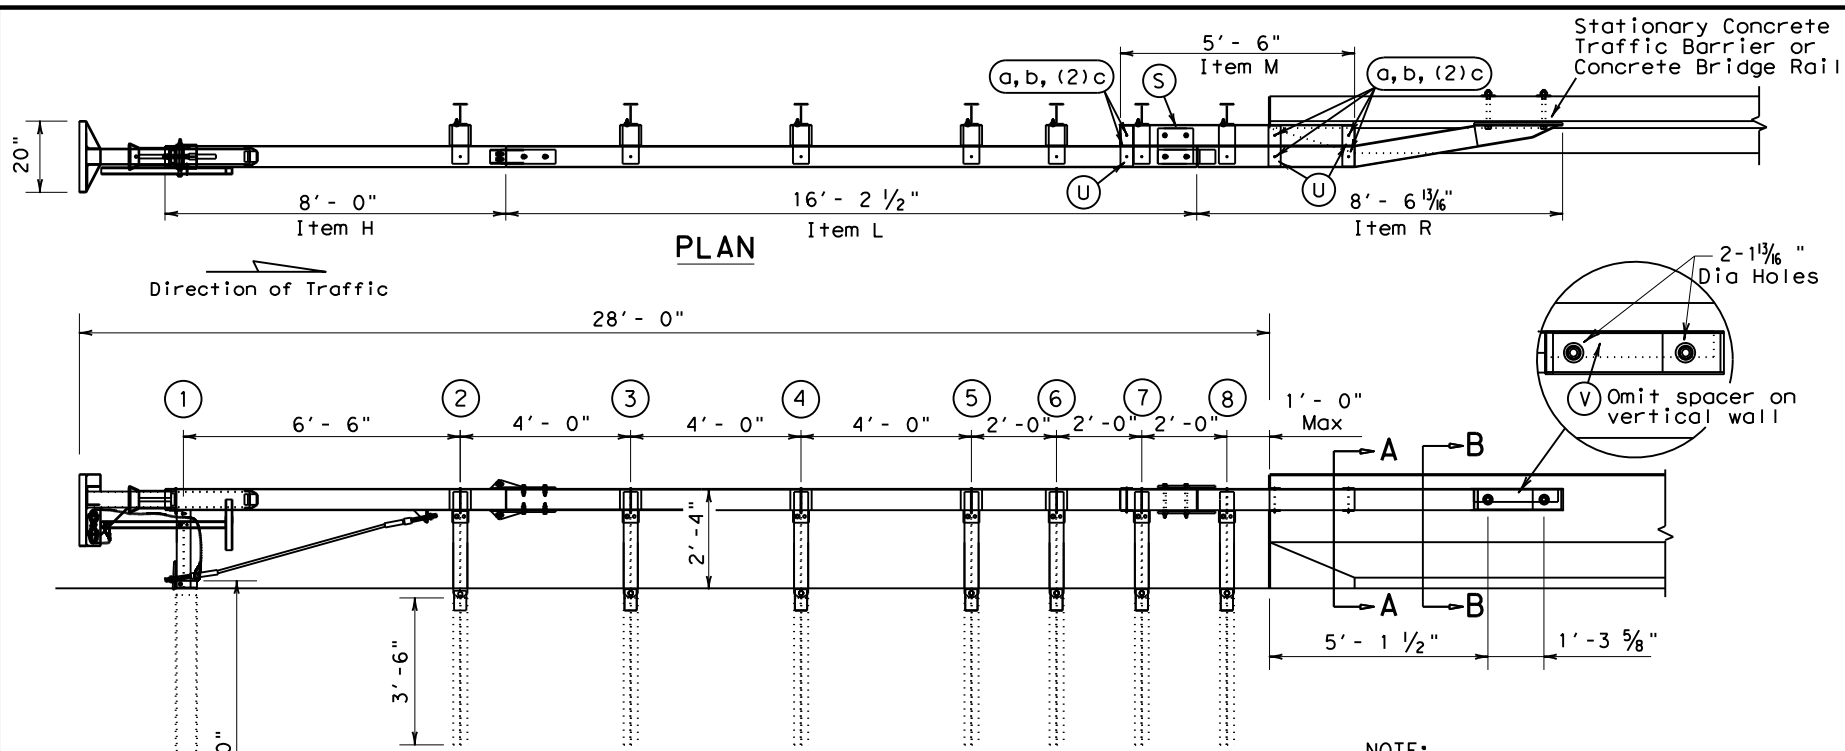 Stationary Concrete
Traffic Barrier or
Concrete Bridge Rail
5'- 6"
Item M
a, b, (2)c
S
a, b, (2)c
20"
U
U
8'- 0"
Item H
16'- 2 1/2"
Item L
8'- 6 13/16"
Item R
PLAN
Direction of Traffic
2-1 13/16 "
Dia Holes
28'- 0"
V
Omit spacer on
vertical wall
1
2
3
4
5
6
7
8
6'- 6"
4'- 0"
4'- 0"
4'- 0"
2'-0"
2'-0"
2'-0"
1'- 0"
Max
A
B
2'-4"
A
B
5'- 1 1/2"
1'-3 5/8"
3'-6"
0"
NOTE: